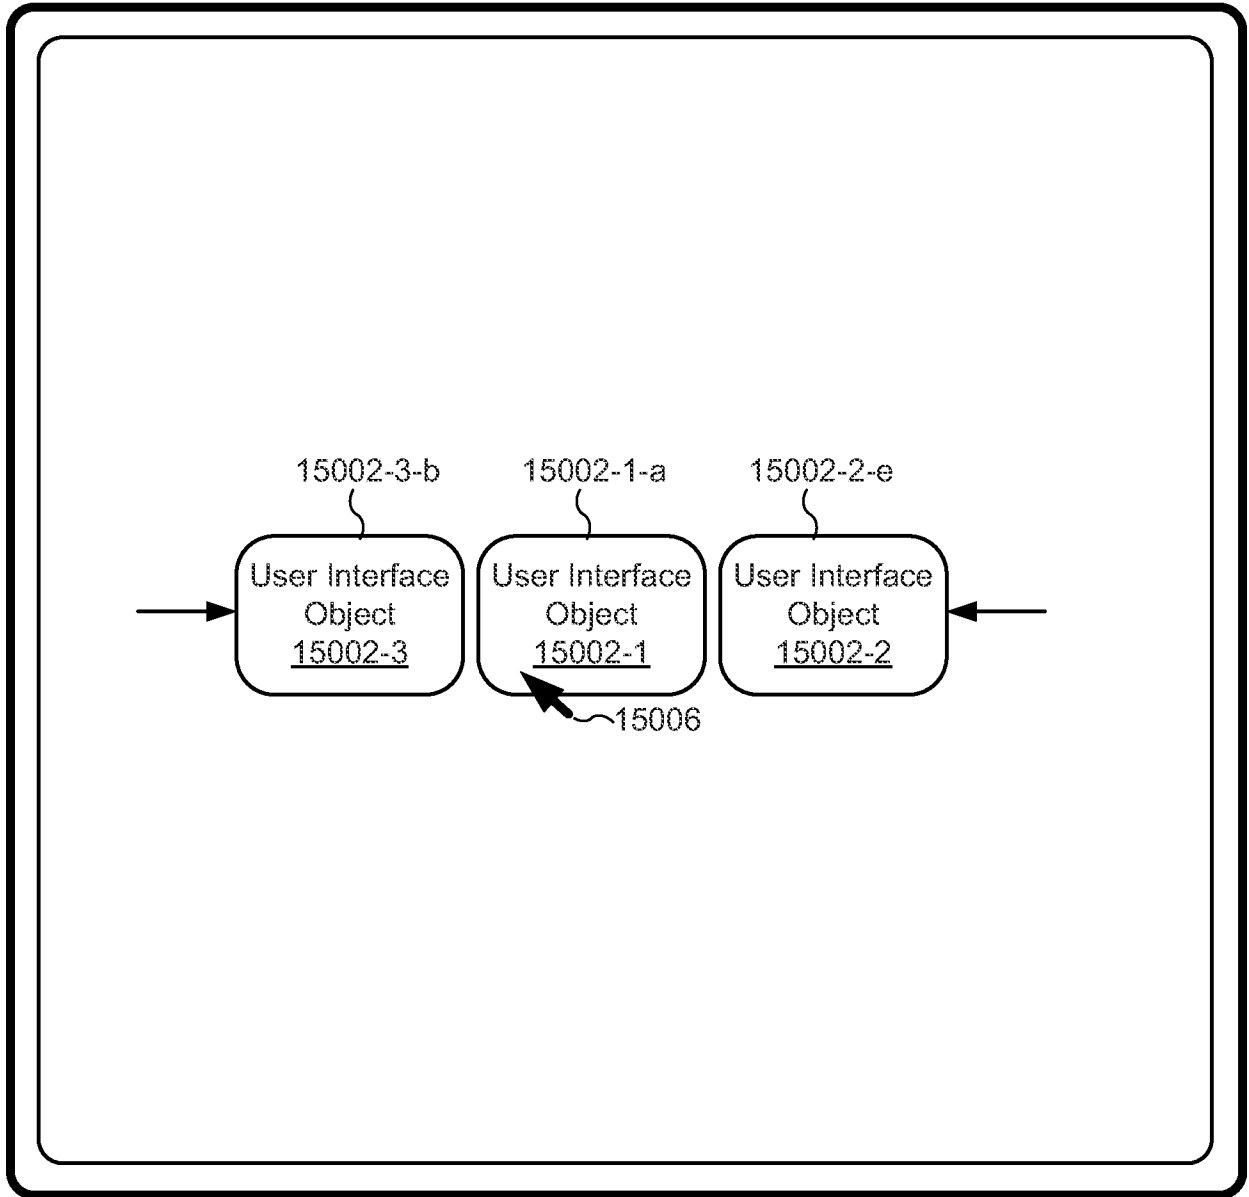 15002-3-b 15002-1-a 15002-2-e
User Interface
Object
15002-3
User Interface
Object
15002-1
User Interface
Object
15002-2
15006